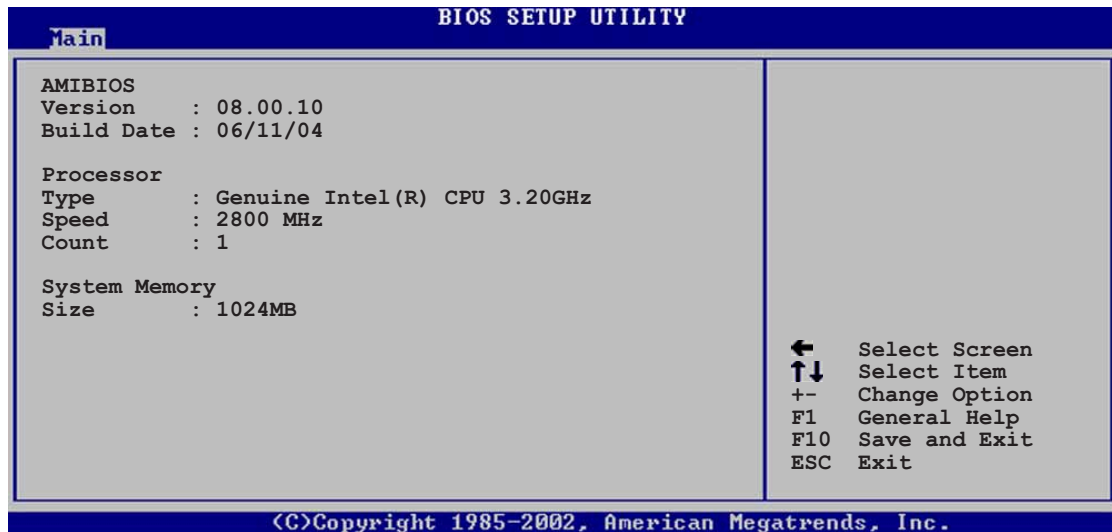 BIOS SETUP UTILITY
Main
AMIBIOS
Version : 08.00.10
Build Date : 06/11/04
Processor
Type : Genuine Intel(R) CPU 3.20GHz
Speed : 2800 MHz
Count : 1
System Memory
Size : 1024MB
← Select Screen
↑↓ Select Item
+- Change Option
F1 General Help
F10 Save and Exit
ESC Exit
(C)Copyright 1985-2002, American Megatrends, Inc.